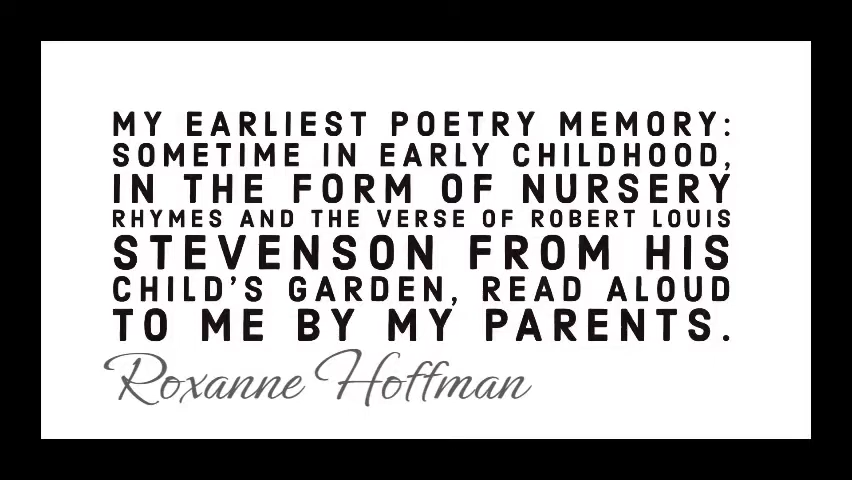 MY EARLIEST POETRY MEMORY:
SOMETIME IN EARLY CHILDHOOD,
IN THE FORM OF NURSERY
RHYMES AND THE VERSE OF ROBERT LOUIS
STEVENSON FROM HIS
CHILD'S GARDEN, READ ALOUD
TO ME BY MY PARENTS.
Roxanne Hoffman